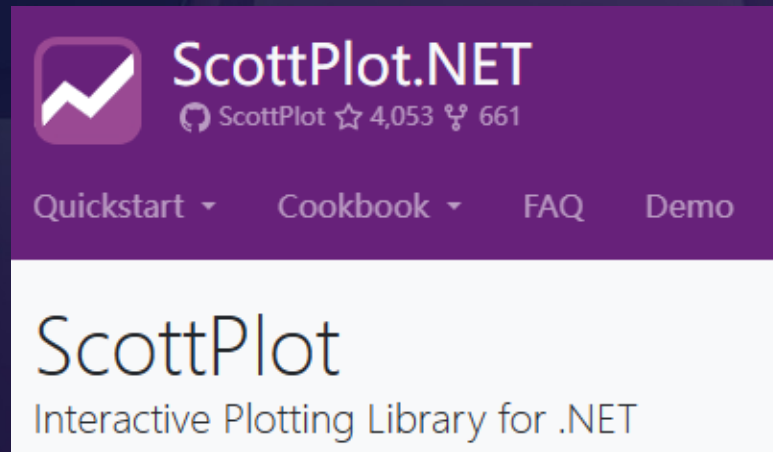 ScottPlot.NET
ScottPlot 4,053 661
Quickstart Cookbook FAQ Demo
ScottPlot
Interactive Plotting Library for .NET